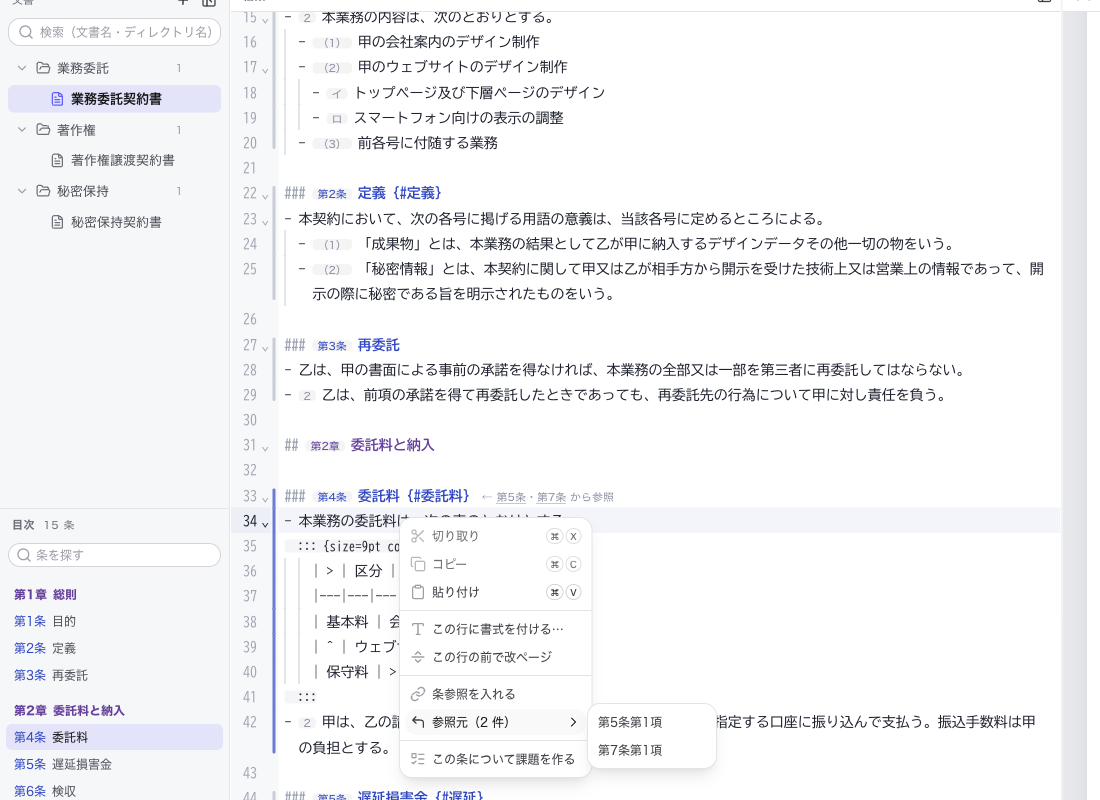 検索（文書名・ディレクトリ名）
業務委託 1
業務委託契約書
著作権 1
著作権譲渡契約書
秘密保持 1
秘密保持契約書
目次 15 条
条を探す
第1章 総則
第1条 目的
第2条 定義
第3条 再委託
第2章 委託料と納入
第4条 委託料
第5条 遅延損害金
第6条 検収
15 - 2 本業務の内容は、次のとおりとする。
16 - (1) 甲の会社案内のデザイン制作
17 - (2) 甲のウェブサイトのデザイン制作
18 - イ トップページ及び下層ページのデザイン
19 - ロ スマートフォン向けの表示の調整
20 - (3) 前各号に付随する業務
21
22 ### 第2条 定義 {#定義}
23 - 本契約において、次の各号に掲げる用語の意義は、当該各号に定めるところによる。
24 - (1) 「成果物」とは、本業務の結果として乙が甲に納入するデザインデータその他一切の物をいう。
25 - (2) 「秘密情報」とは、本契約に関して甲又は乙が相手方から開示を受けた技術上又は営業上の情報であって、開
示の際に秘密である旨を明示されたものをいう。
26
27 ### 第3条 再委託
28 - 乙は、甲の書面による事前の承諾を得なければ、本業務の全部又は一部を第三者に再委託してはならない。
29 - 2 乙は、前項の承諾を得て再委託したときであっても、再委託先の行為について甲に対し責任を負う。
30
31 ## 第2章 委託料と納入
32
33 ### 第4条 委託料 {#委託料} ← 第5条・第7条 から参照
34 - 本業務の委託料は、次の表のとおりとする。
35 ::: {size=9pt co
36 | > | 区分 |
37 |---|---|---
38 | 基本料 | 会
39 | ^ | ウェブ
40 | 保守料 | >
41 :::
42 - 2 甲は、乙の請 指定する口座に振り込んで支払う。振込手数料は甲
の負担とする。
43
44 ### 第5条 遅延損害金 {#遅延}
切り取り ⌘ X
コピー ⌘ C
貼り付け ⌘ V
この行に書式を付ける…
この行の前で改ページ
条参照を入れる
参照元（2 件）
この条について課題を作る
第5条第1項
第7条第1項